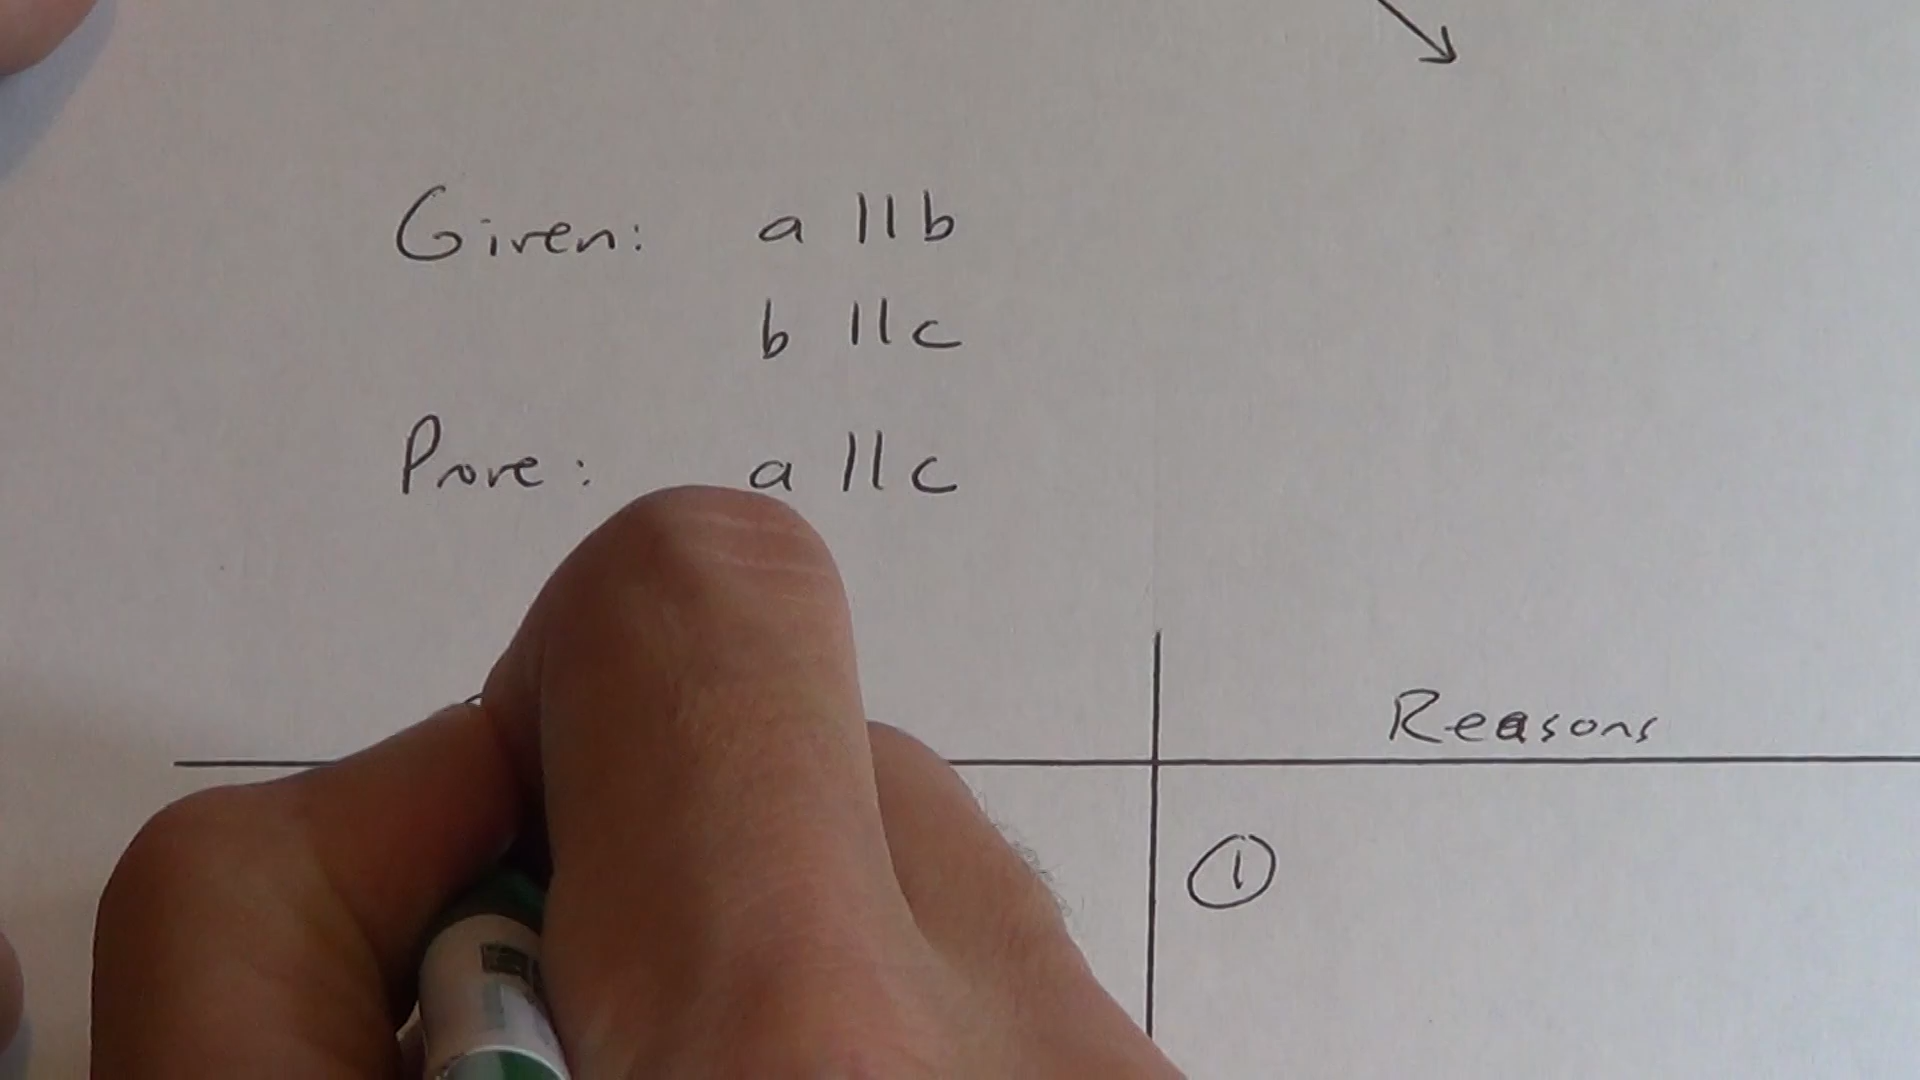 Given: a || b
b || c
Prove: a || c
Reasons
①